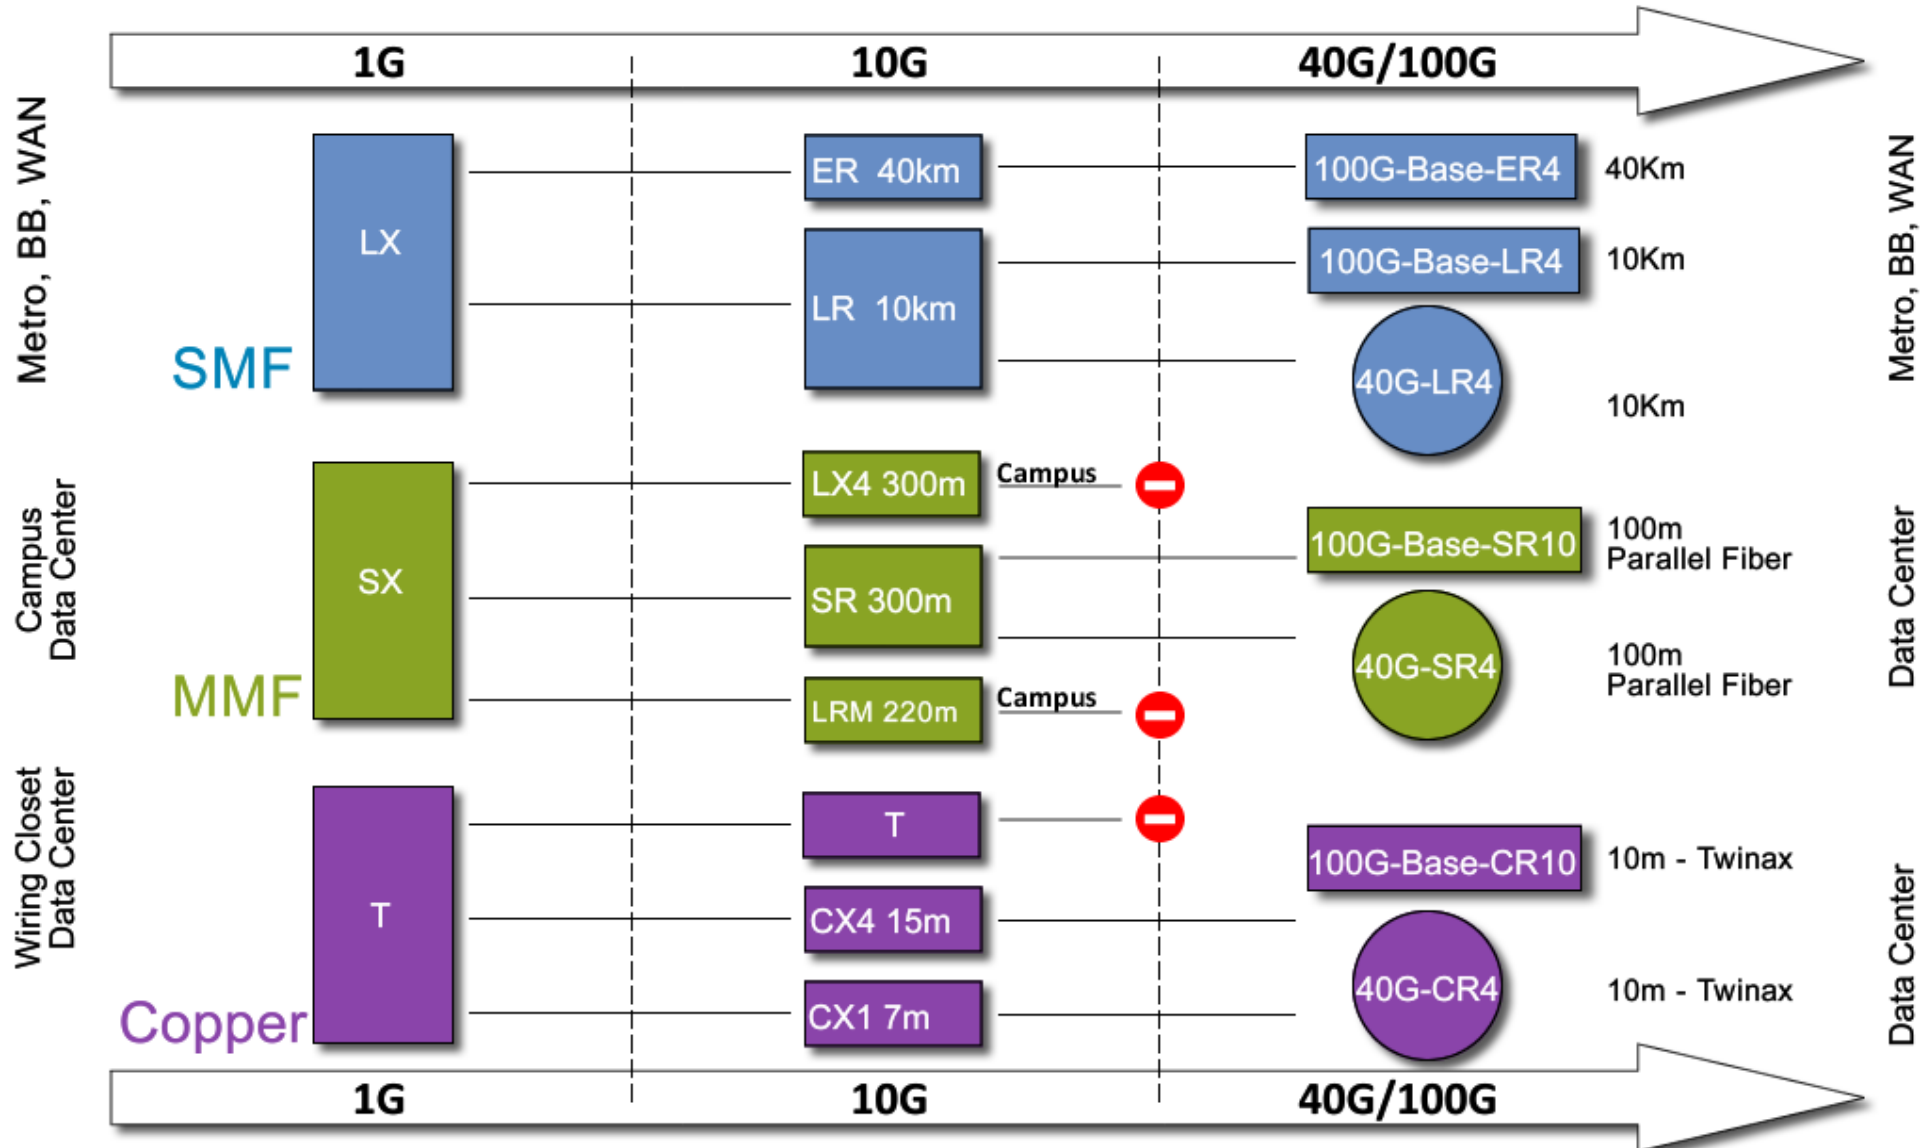 1G
10G
40G/100G
Metro, BB, WAN
SMF
LX
ER 40km
LR 10km
100G-Base-ER4
40Km
100G-Base-LR4
10Km
40G-LR4
10Km
Metro, BB, WAN
Campus
Data Center
MMF
SX
LX4 300m
Campus
SR 300m
LRM 220m
Campus
100G-Base-SR10
100m
Parallel Fiber
40G-SR4
100m
Parallel Fiber
Data Center
Wiring Closet
Data Center
Copper
T
T
CX4 15m
CX1 7m
100G-Base-CR10
10m - Twinax
40G-CR4
10m - Twinax
Data Center
1G
10G
40G/100G